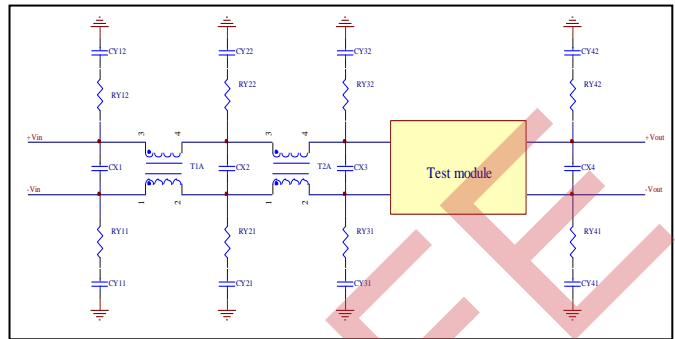 CY12 CY22 CY32 CY42
RY12 RY22 RY32 RY42
+Vin 3 4 3 4 +Vout
CX1 T1A CX2 T2A CX3 Test module CX4
-Vin 1 2 1 2 -Vout
RY11 RY21 RY31 RY41
CY11 CY21 CY31 CY41